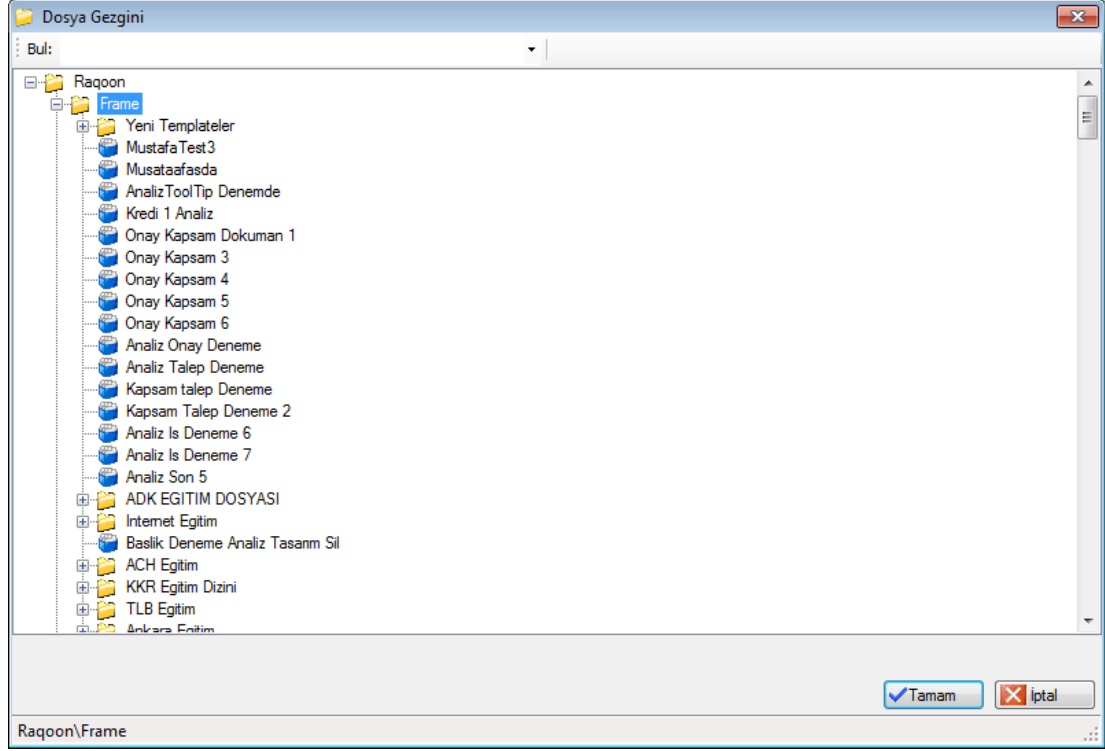 Dosya Gezgini
Bul:
Raqoon
Frame
Yeni Templateler
MustafaTest3
Musataafasda
AnalizToolTip Denemde
Kredi 1 Analiz
Onay Kapsam Dokuman 1
Onay Kapsam 3
Onay Kapsam 4
Onay Kapsam 5
Onay Kapsam 6
Analiz Onay Deneme
Analiz Talep Deneme
Kapsam talep Deneme
Kapsam Talep Deneme 2
Analiz Is Deneme 6
Analiz Is Deneme 7
Analiz Son 5
ADK EGITIM DOSYASI
Internet Egitim
Baslik Deneme Analiz Tasarım Sil
ACH Egitim
KKR Egitim Dizini
TLB Egitim
Ankara Egitim
Tamam
İptal
Raqoon\Frame